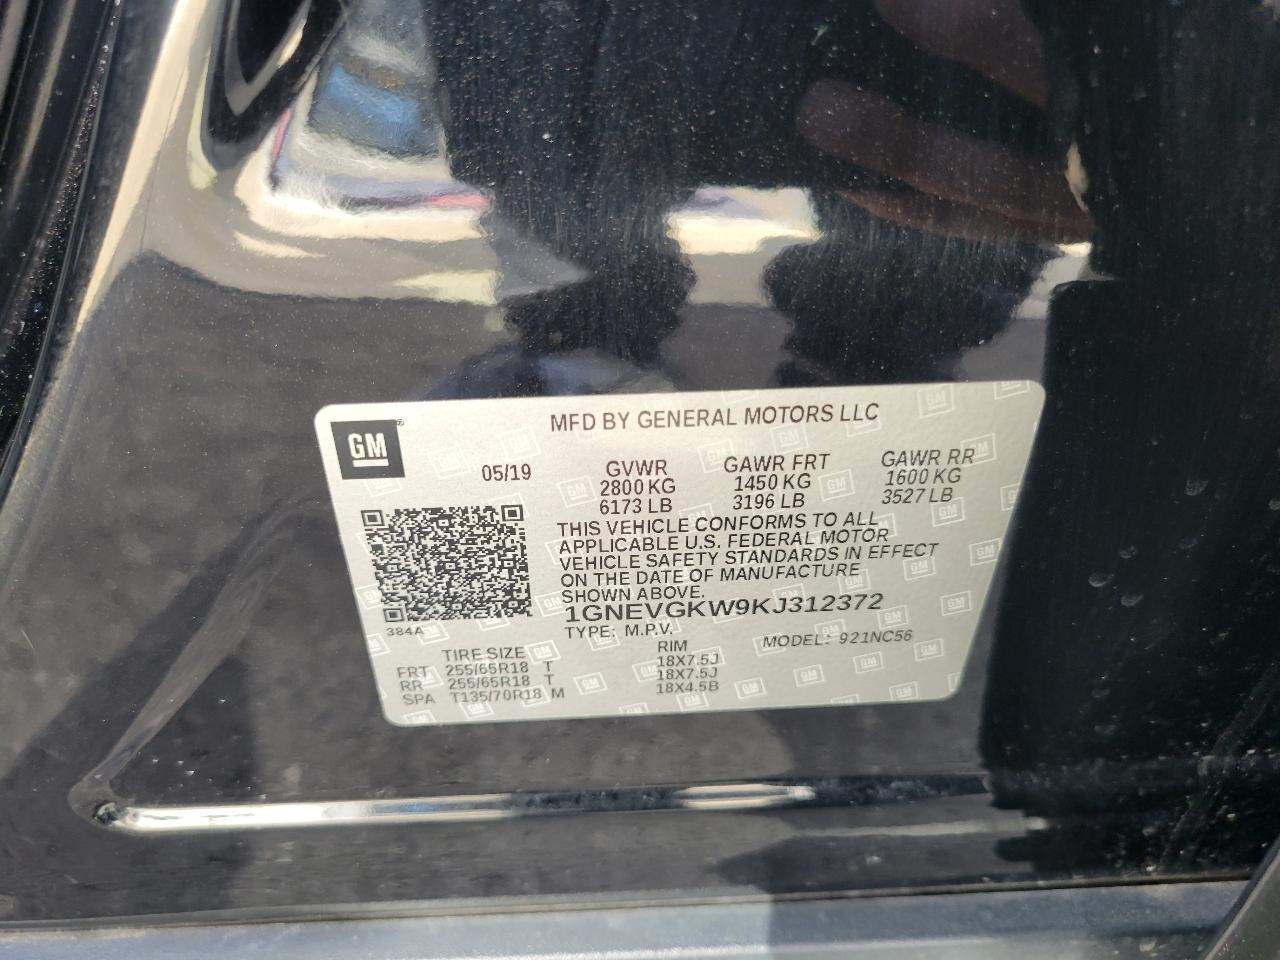 GM
MFD BY GENERAL MOTORS LLC
05/19
GVWR GAWR FRT GAWR RR
2800 KG 1450 KG 1600 KG
6173 LB 3196 LB 3527 LB
THIS VEHICLE CONFORMS TO ALL
APPLICABLE U.S. FEDERAL MOTOR
VEHICLE SAFETY STANDARDS IN EFFECT
ON THE DATE OF MANUFACTURE
SHOWN ABOVE.
1GNEVGKW9KJ312372
384A
TYPE: M.P.V. MODEL: 921NC56
TIRE SIZE RIM
FRT 255/65R18 T 18X7.5J
RR 255/65R18 T 18X7.5J
SPA T135/70R18 M 18X4.5B